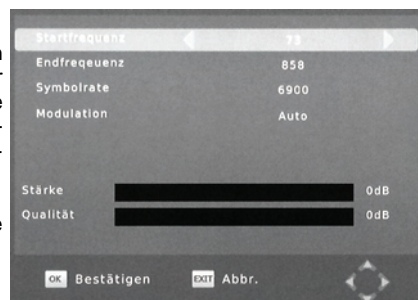 Startfrequenz 73
Endfreqeuenz 858
Symbolrate 6900
Modulation Auto
Stärke 0dB
Qualität 0dB
OK Bestätigen EXIT Abbr.